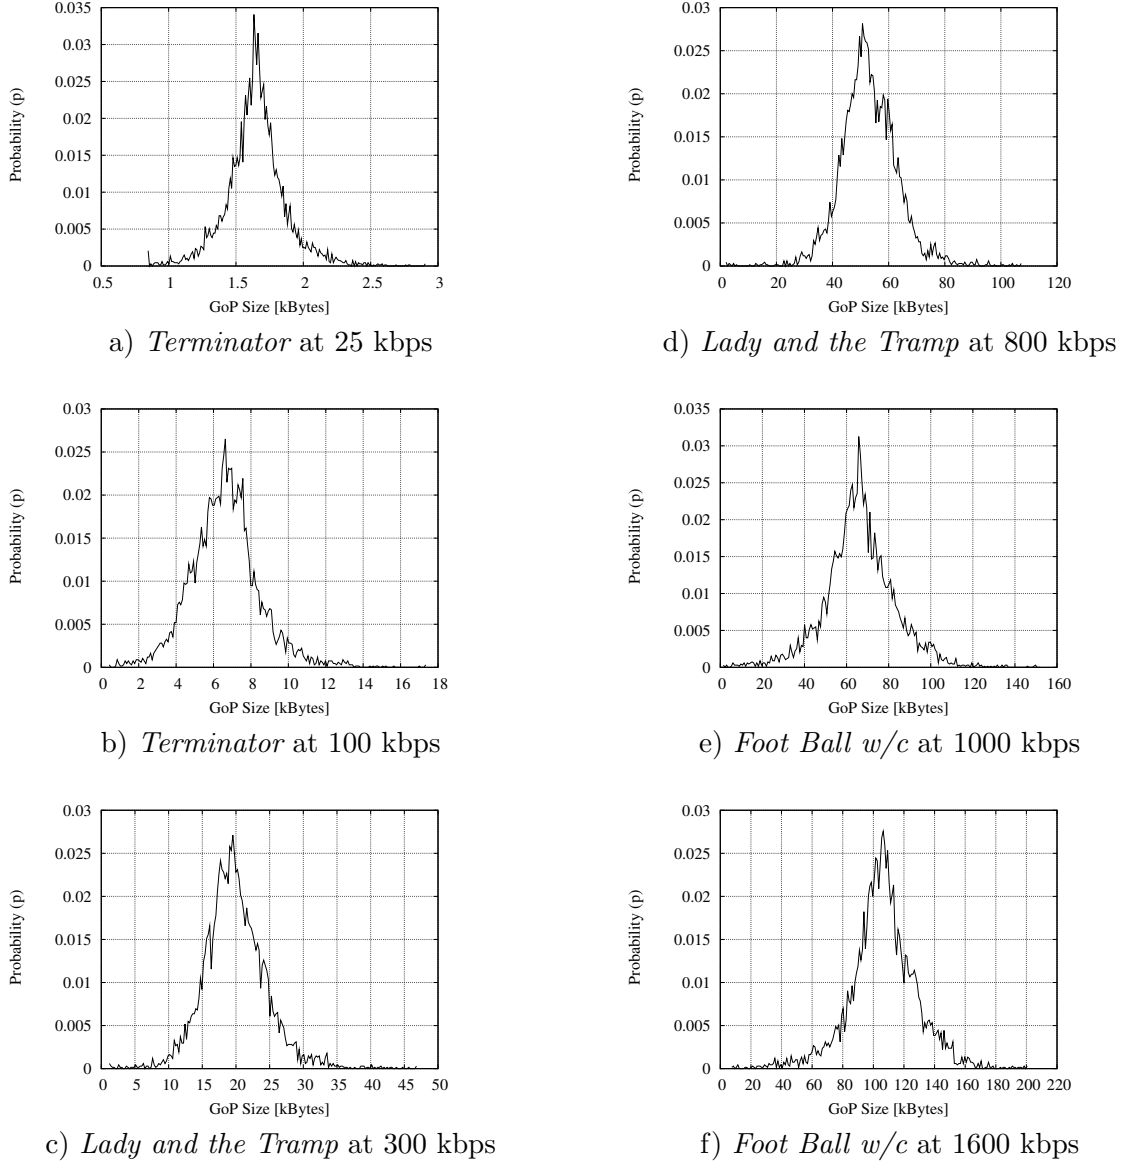 0.035
0.03
0.025
0.02
0.015
0.01
0.005
0
Probability (p)
0.5 1 1.5 2 2.5 3
GoP Size [kBytes]
a) Terminator at 25 kbps
0.03
0.025
0.02
0.015
0.01
0.005
0
Probability (p)
0 20 40 60 80 100 120
GoP Size [kBytes]
d) Lady and the Tramp at 800 kbps
0.03
0.025
0.02
0.015
0.01
0.005
0
Probability (p)
0 2 4 6 8 10 12 14 16 18
GoP Size [kBytes]
b) Terminator at 100 kbps
0.035
0.03
0.025
0.02
0.015
0.01
0.005
0
Probability (p)
0 20 40 60 80 100 120 140 160
GoP Size [kBytes]
e) Foot Ball w/c at 1000 kbps
0.03
0.025
0.02
0.015
0.01
0.005
0
Probability (p)
0 5 10 15 20 25 30 35 40 45 50
GoP Size [kBytes]
c) Lady and the Tramp at 300 kbps
0.03
0.025
0.02
0.015
0.01
0.005
0
Probability (p)
0 20 40 60 80 100 120 140 160 180 200 220
GoP Size [kBytes]
f) Foot Ball w/c at 1600 kbps